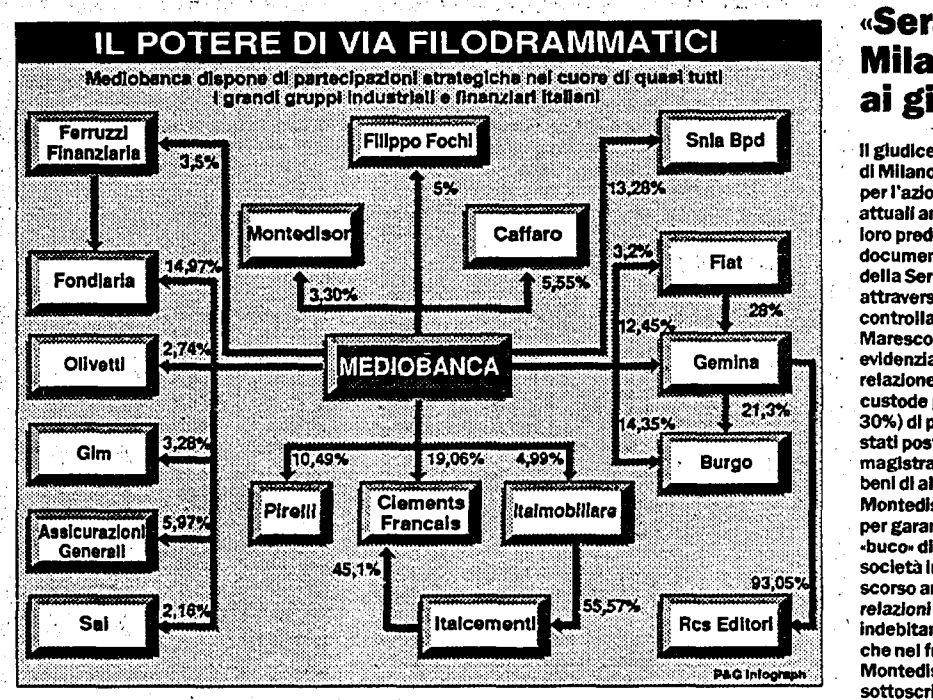 IL POTERE DI VIA FILODRAMMATICI
Mediobanca dispone di partecipazioni strategiche nel cuore di quasi tutti
i grandi gruppi industriali e finanziari italiani
Ferruzzi
Finanziaria
3,5%
Filippo Fochi
5%
Snia Bpd
13,28%
Montedison
3,30%
Caffaro
5,55%
Fondiaria
14,97%
3,2%
Fiat
28%
Olivetti
2,74%
MEDIOBANCA
12,45%
Gemina
21,3%
Gim
3,28%
14,35%
Burgo
10,49%
19,06%
4,99%
Pirelli
Ciements
Francais
Italmobiliare
Assicurazioni
Generali
5,97%
45,1%
55,57%
93,05%
Sai
2,16%
Italcementi
Rcs Editori
P&G Infograph
«Ser
Mila
ai gi
Il giudice
di Milano
per l'azio
attuali a
loro pred
documen
della Ser
attravers
controlla
Maresco
evidenzia
relazione
custode
30%) di p
stati post
magistra
beni di al
Montedis
per garan
«buco» di
società i
scorso a
relazioni
indebitan
che nel f
Montedis
sottoscri